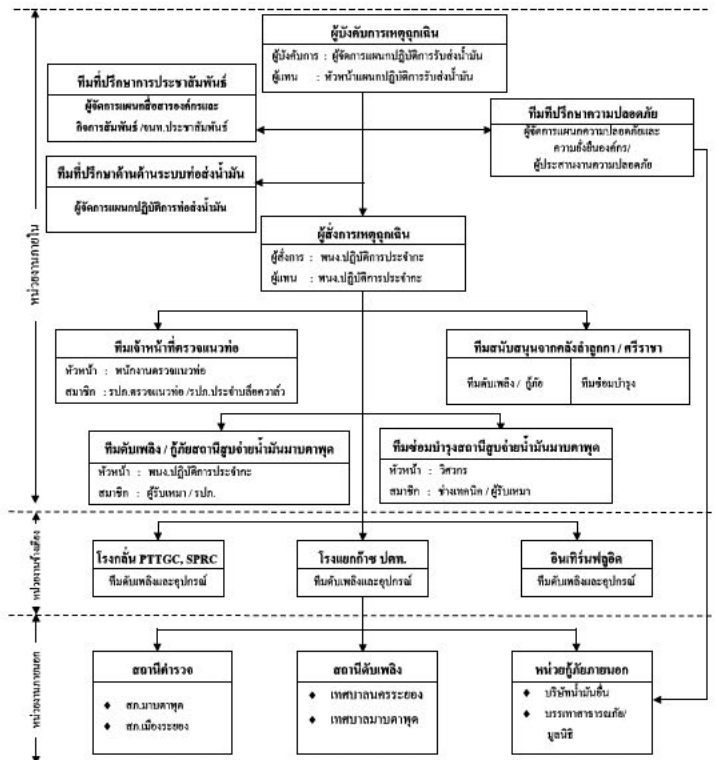 ผู้บังคับการเหตุฉุกเฉิน
ผู้บังคับการ : ผู้จัดการแผนกปฏิบัติการรับส่งน้ำมัน
ผู้แทน : หัวหน้าแผนกปฏิบัติการรับส่งน้ำมัน
ทีมที่ปรึกษาการประชาสัมพันธ์
ผู้จัดการแผนกสื่อสารองค์กรและ
กิจการสัมพันธ์ /จนท.ประชาสัมพันธ์
ทีมที่ปรึกษาความปลอดภัย
ผู้จัดการแผนกความปลอดภัยและ
ความยั่งยืนองค์กร/
ผู้ประสานงานความปลอดภัย
ทีมที่ปรึกษาด้านด้านระบบท่อส่งน้ำมัน
ผู้จัดการแผนกปฏิบัติการท่อส่งน้ำมัน
หน่วยงานภายใน
ผู้สั่งการเหตุฉุกเฉิน
ผู้สั่งการ : พนง.ปฏิบัติการประจำกะ
ผู้แทน : พนง.ปฏิบัติการประจำกะ
ทีมเจ้าหน้าที่ตรวจแนวท่อ
หัวหน้า : พนักงานตรวจแนวท่อ
สมาชิก : รปภ.ตรวจแนวท่อ /รปภ.ประจำบล็อควาล์ว
ทีมสนับสนุนจากคลังลำลูกกา / ศรีราชา
ทีมดับเพลิง / กู้ภัย
ทีมซ่อมบำรุง
ทีมดับเพลิง / กู้ภัยสถานีสูบจ่ายน้ำมันมาบตาพุด
หัวหน้า : พนง.ปฏิบัติการประจำกะ
สมาชิก : ผู้รับเหมา / รปภ.
ทีมซ่อมบำรุงสถานีสูบจ่ายน้ำมันมาบตาพุด
หัวหน้า : วิศวกร
สมาชิก : ช่างเทคนิค / ผู้รับเหมา
หน่วยงานข้างเคียง
โรงกลั่น PTTGC, SPRC
ทีมดับเพลิงและอุปกรณ์
โรงแยกก๊าซ ปตท.
ทีมดับเพลิงและอุปกรณ์
อินเทิร์นฟลูอิด
ทีมดับเพลิงและอุปกรณ์
หน่วยงานภายนอก
สถานีตำรวจ
♦ สภ.มาบตาพุด
♦ สภ.เมืองระยอง
สถานีดับเพลิง
♦ เทศบาลนครระยอง
♦ เทศบาลมาบตาพุด
หน่วยกู้ภัยภายนอก
♦ บริษัทน้ำมันอื่น
♦ บรรเทาสาธารณภัย/
มูลนิธิ